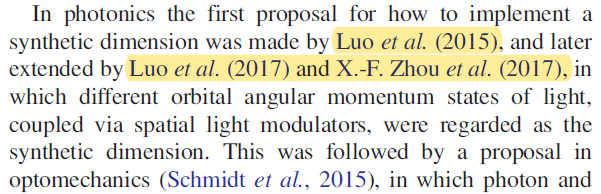 In photonics the first proposal for how to implement a
synthetic dimension was made by Luo et al. (2015), and later
extended by Luo et al. (2017) and X.-F. Zhou et al. (2017), in
which different orbital angular momentum states of light,
coupled via spatial light modulators, were regarded as the
synthetic dimension. This was followed by a proposal in
optomechanics (Schmidt et al., 2015), in which photon and